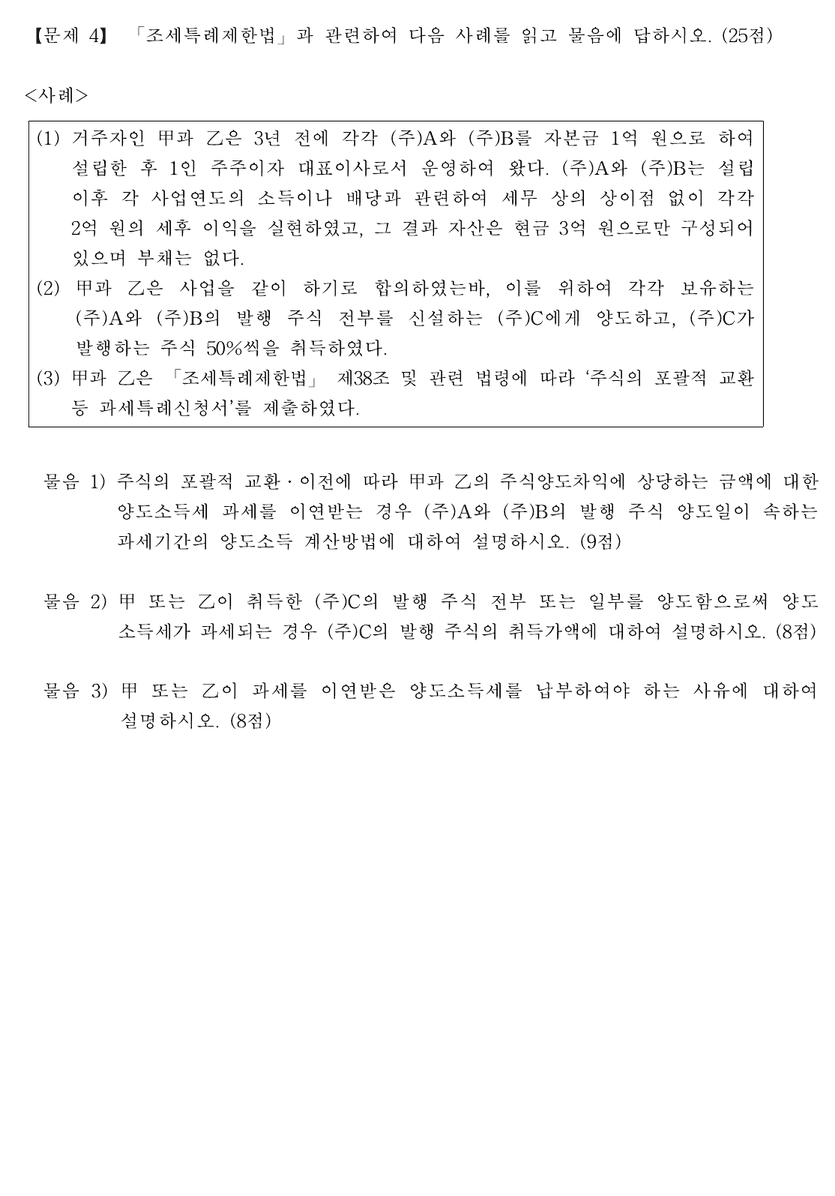 【문제 4】 「조세특례제한법」과 관련하여 다음 사례를 읽고 물음에 답하시오. (25점)
<사례>
(1) 거주자인 甲과 乙은 3년 전에 각각 (주)A와 (주)B를 자본금 1억 원으로 하여
설립한 후 1인 주주이자 대표이사로서 운영하여 왔다. (주)A와 (주)B는 설립
이후 각 사업연도의 소득이나 배당과 관련하여 세무 상의 상이점 없이 각각
2억 원의 세후 이익을 실현하였고, 그 결과 자산은 현금 3억 원으로만 구성되어
있으며 부채는 없다.
(2) 甲과 乙은 사업을 같이 하기로 합의하였는바, 이를 위하여 각각 보유하는
(주)A와 (주)B의 발행 주식 전부를 신설하는 (주)C에게 양도하고, (주)C가
발행하는 주식 50%씩을 취득하였다.
(3) 甲과 乙은 「조세특례제한법」 제38조 및 관련 법령에 따라 '주식의 포괄적 교환
등 과세특례신청서'를 제출하였다.
물음 1) 주식의 포괄적 교환·이전에 따라 甲과 乙의 주식양도차익에 상당하는 금액에 대한
양도소득세 과세를 이연받는 경우 (주)A와 (주)B의 발행 주식 양도일이 속하는
과세기간의 양도소득 계산방법에 대하여 설명하시오. (9점)
물음 2) 甲 또는 乙이 취득한 (주)C의 발행 주식 전부 또는 일부를 양도함으로써 양도
소득세가 과세되는 경우 (주)C의 발행 주식의 취득가액에 대하여 설명하시오. (8점)
물음 3) 甲 또는 乙이 과세를 이연받은 양도소득세를 납부하여야 하는 사유에 대하여
설명하시오. (8점)